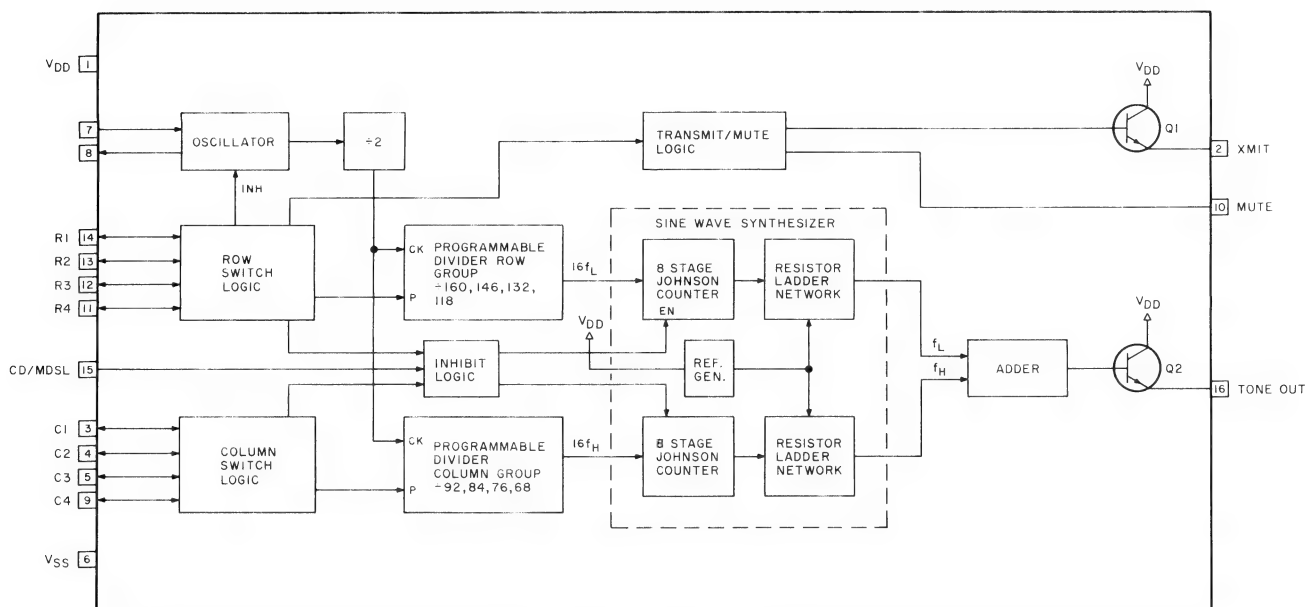 VDD 1
VDD
7
8
OSCILLATOR
÷2
TRANSMIT/MUTE
LOGIC
Q1
2 XMIT
INH
10 MUTE
R1 14
R2 13
R3 12
R4 11
ROW
SWITCH
LOGIC
CK
P
PROGRAMMABLE
DIVIDER ROW
GROUP
÷160, 146, 132,
118
16fL
SINE WAVE SYNTHESIZER
8 STAGE
JOHNSON
COUNTER
EN
RESISTOR
LADDER
NETWORK
VDD
CD/MDSL 15
INHIBIT
LOGIC
REF.
GEN.
fL
fH
ADDER
VDD
Q2
16 TONE OUT
C1 3
C2 4
C3 5
C4 9
COLUMN
SWITCH
LOGIC
CK
P
PROGRAMMABLE
DIVIDER
COLUMN GROUP
÷92, 84, 76, 68
16fH
8 STAGE
JOHNSON
COUNTER
RESISTOR
LADDER
NETWORK
VSS 6